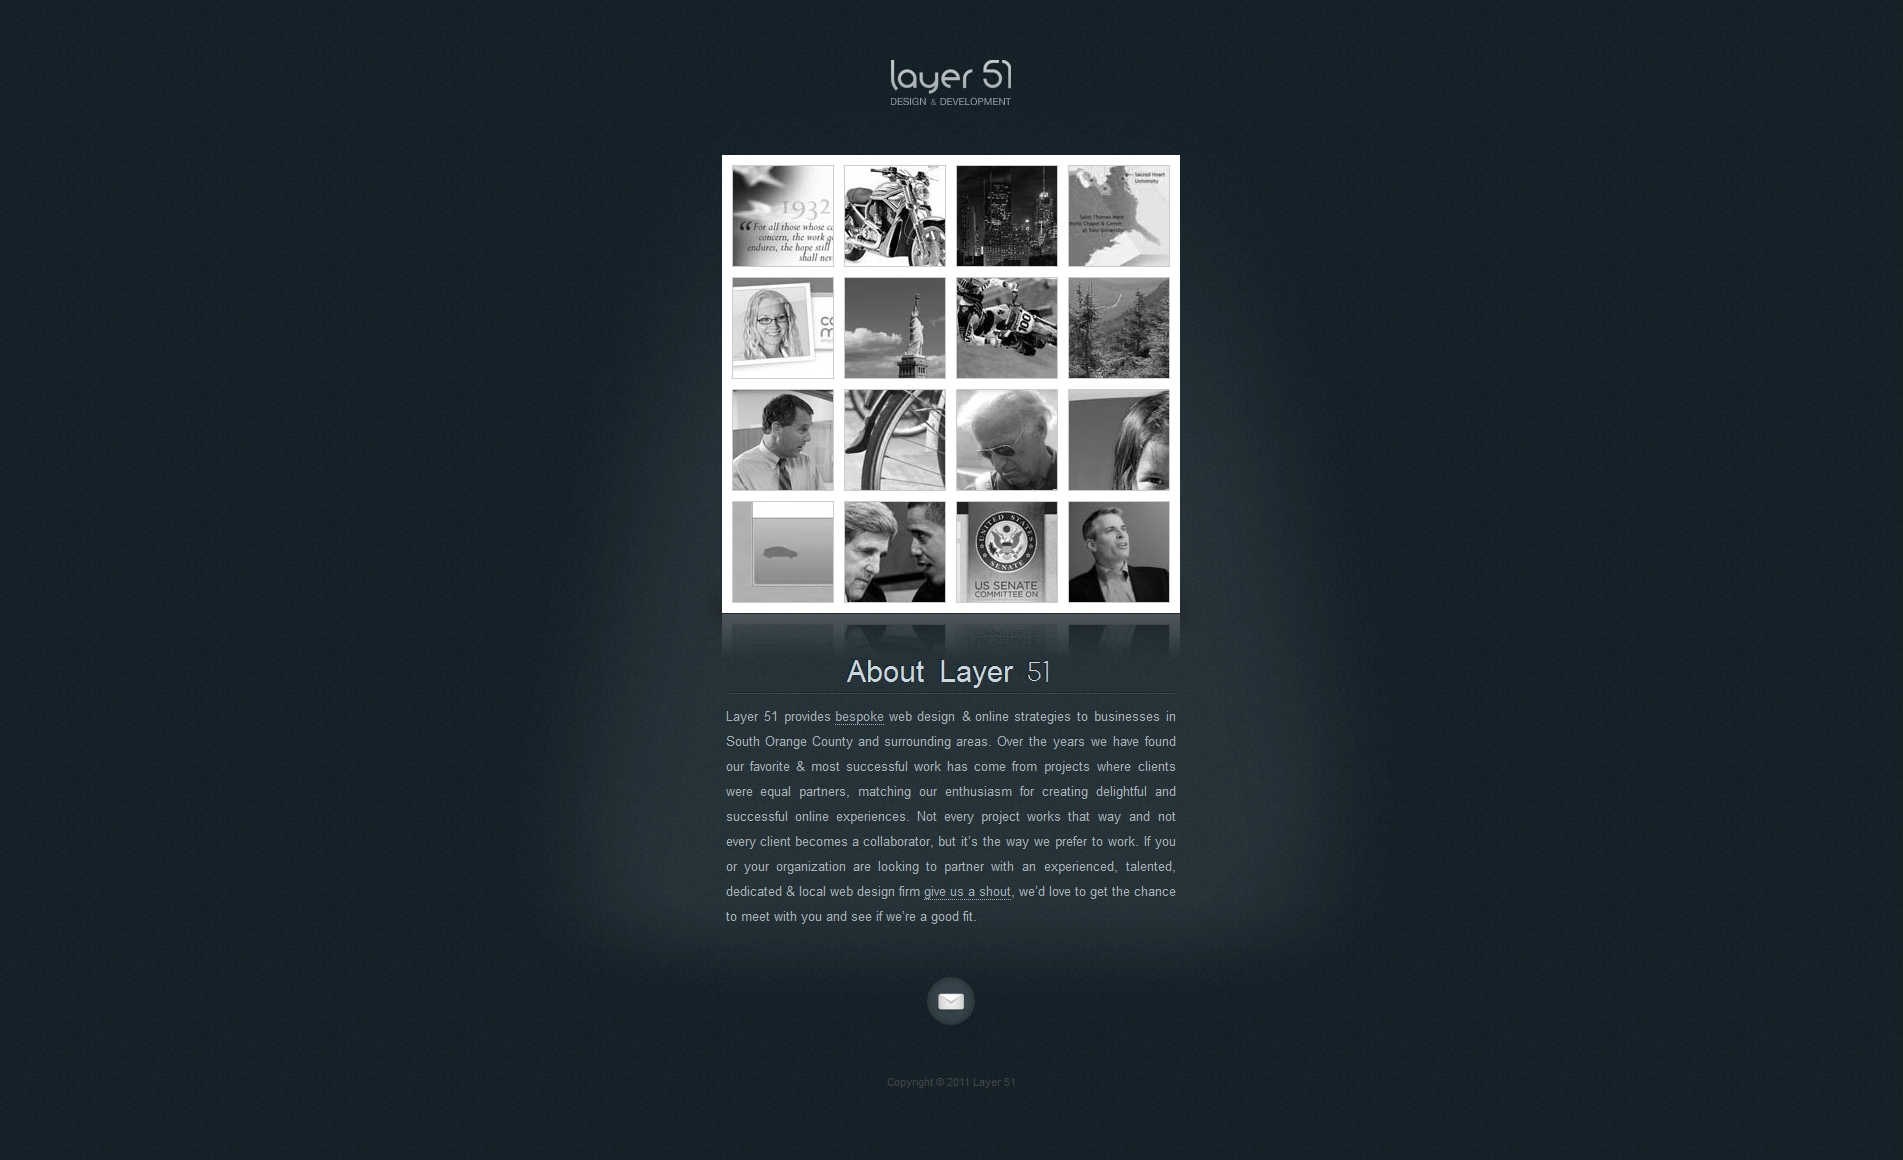 layer 51
DESIGN & DEVELOPMENT
1932
“For all those whose c
concern, the work g
endures, the hope still
shall nev
Sacred Heart
University
Saint Thomas More
Chapel & Centre
at Yale University
100
UNITED STATES
SENATE
US SENATE
COMMITTEE ON
About Layer 51
Layer 51 provides bespoke web design & online strategies to businesses in
South Orange County and surrounding areas. Over the years we have found
our favorite & most successful work has come from projects where clients
were equal partners, matching our enthusiasm for creating delightful and
successful online experiences. Not every project works that way and not
every client becomes a collaborator, but it's the way we prefer to work. If you
or your organization are looking to partner with an experienced, talented,
dedicated & local web design firm give us a shout, we'd love to get the chance
to meet with you and see if we're a good fit.
Copyright © 2011 Layer 51